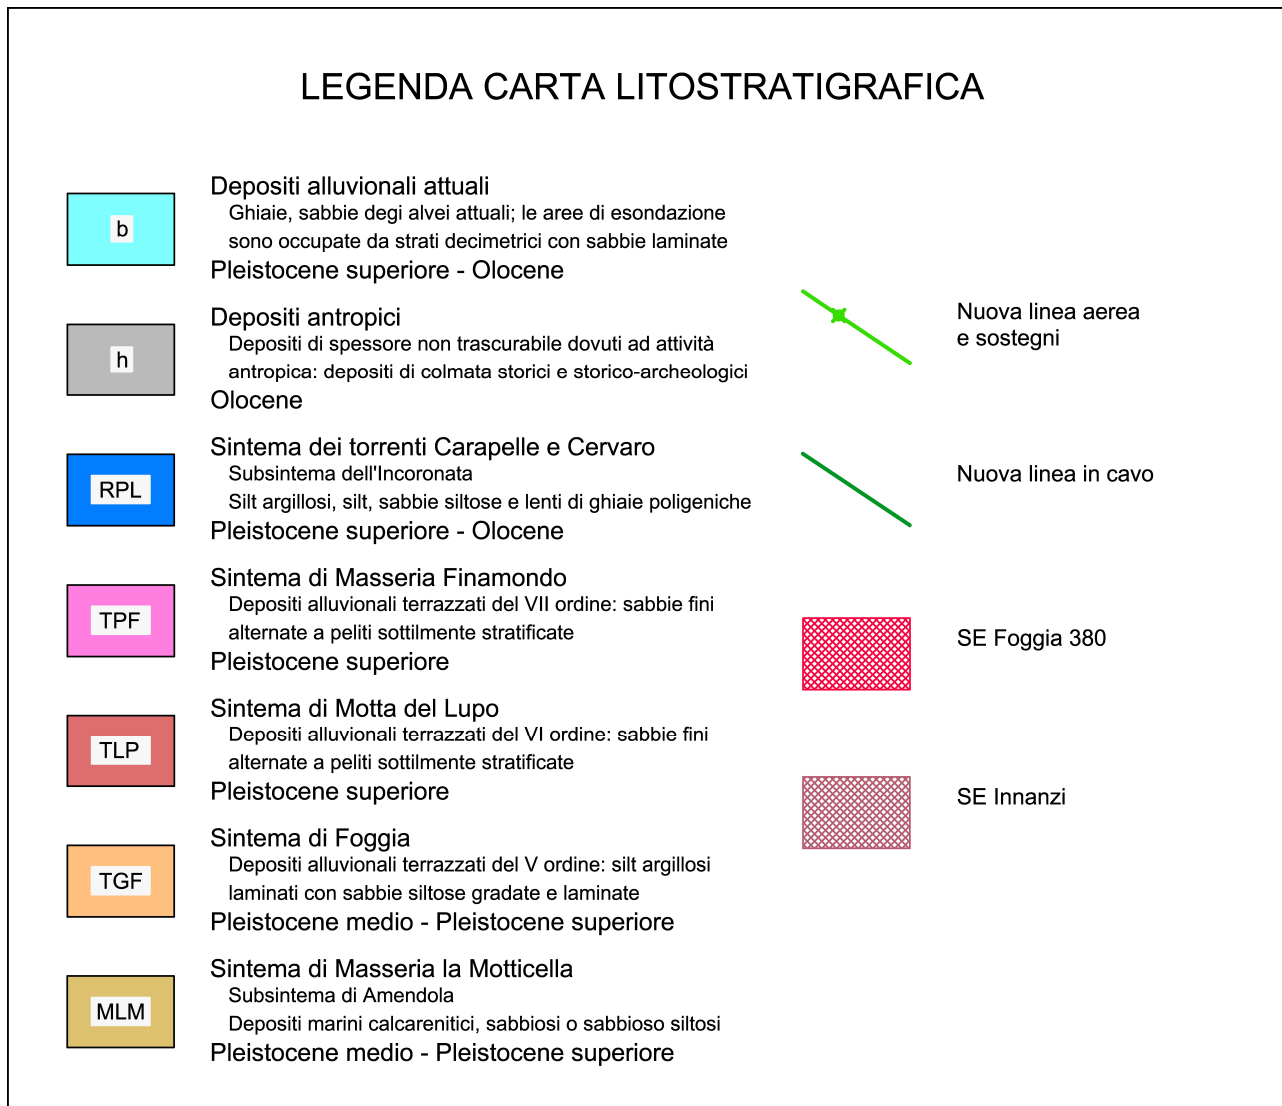 LEGENDA CARTA LITOSTRATIGRAFICA
b
Depositi alluvionali attuali
Ghiaie, sabbie degi alvei attuali; le aree di esondazione
sono occupate da strati decimetrici con sabbie laminate
Pleistocene superiore - Olocene
h
Depositi antropici
Depositi di spessore non trascurabile dovuti ad attività
antropica: depositi di colmata storici e storico-archeologici
Olocene
RPL
Sintema dei torrenti Carapelle e Cervaro
Subsintema dell'Incoronata
Silt argillosi, silt, sabbie siltose e lenti di ghiaie poligeniche
Pleistocene superiore - Olocene
TPF
Sintema di Masseria Finamondo
Depositi alluvionali terrazzati del VII ordine: sabbie fini
alternate a peliti sottilmente stratificate
Pleistocene superiore
TLP
Sintema di Motta del Lupo
Depositi alluvionali terrazzati del VI ordine: sabbie fini
alternate a peliti sottilmente stratificate
Pleistocene superiore
TGF
Sintema di Foggia
Depositi alluvionali terrazzati del V ordine: silt argillosi
laminati con sabbie siltose gradate e laminate
Pleistocene medio - Pleistocene superiore
MLM
Sintema di Masseria la Motticella
Subsintema di Amendola
Depositi marini calcarenitici, sabbiosi o sabbioso siltosi
Pleistocene medio - Pleistocene superiore
Nuova linea aerea
e sostegni
Nuova linea in cavo
SE Foggia 380
SE Innanzi